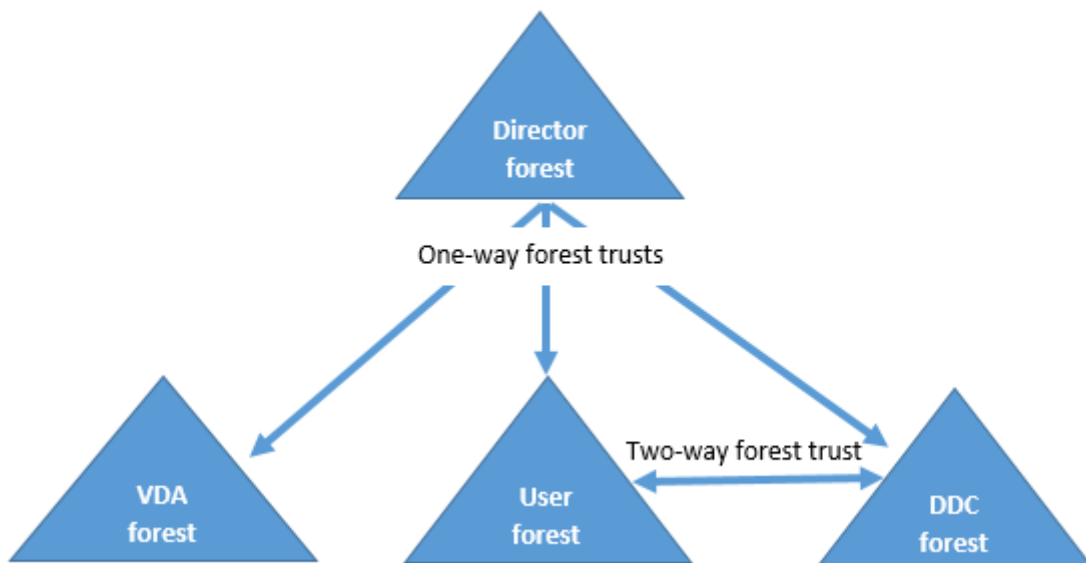 Director
forest
One-way forest trusts
Two-way forest trust
VDA
forest
User
forest
DDC
forest